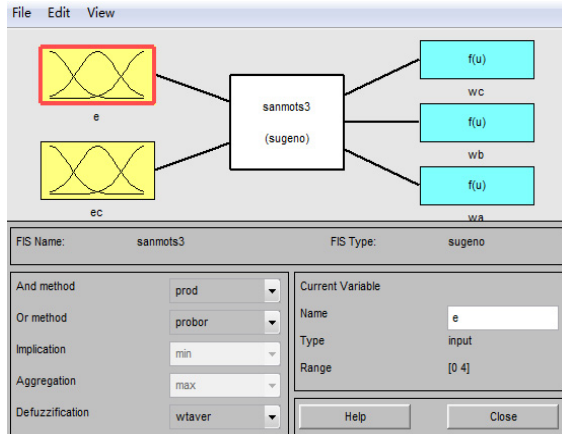 File Edit View
f(u)
wc
sanmots3
(sugeno)
e
f(u)
wb
f(u)
ec
wa
FIS Name: sanmots3 FIS Type: sugeno
And method prod
Or method probor
Implication min
Aggregation max
Defuzzification wtaver
Current Variable
Name e
Type input
Range [0 4]
Help Close